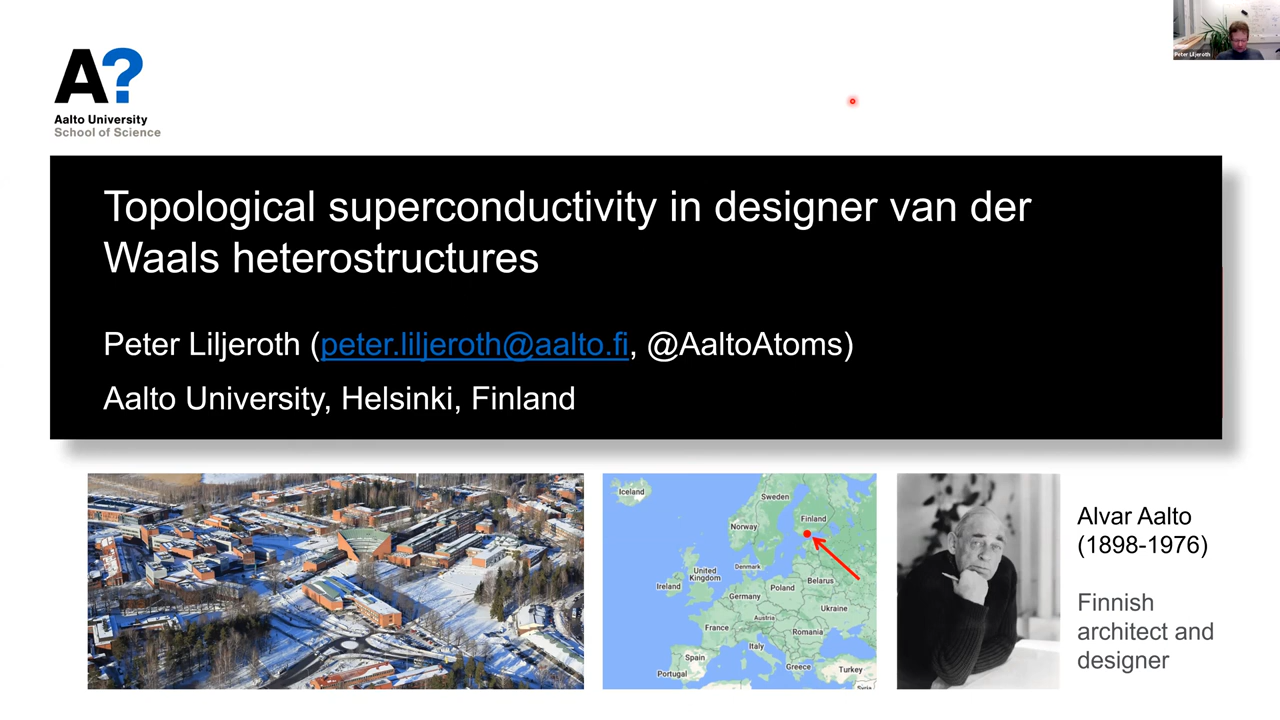 Peter Liljeroth
A?
Aalto University
School of Science
Topological superconductivity in designer van der
Waals heterostructures
Peter Liljeroth (peter.liljeroth@aalto.fi, @AaltoAtoms)
Aalto University, Helsinki, Finland
Iceland
Sweden
Finland
Norway
Denmark
United
Kingdom
Ireland
Belarus
Poland
Germany
Ukraine
Austria
France
Romania
Italy
Spain
Portugal
Greece
Turkey
Syria
Alvar Aalto
(1898-1976)
Finnish
architect and
designer